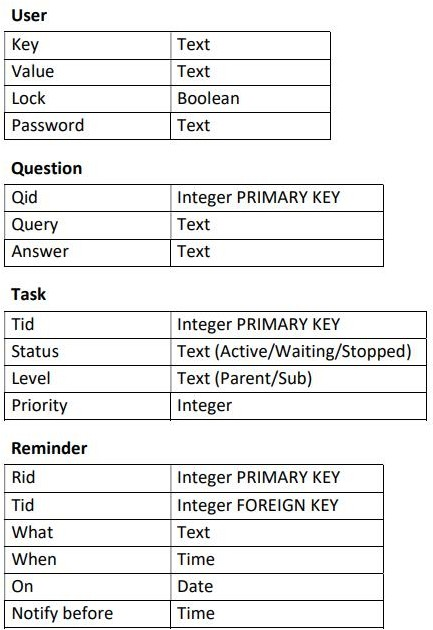 User
Key Text
Value Text
Lock Boolean
Password Text
Question
Qid Integer PRIMARY KEY
Query Text
Answer Text
Task
Tid Integer PRIMARY KEY
Status Text (Active/Waiting/Stopped)
Level Text (Parent/Sub)
Priority Integer
Reminder
Rid Integer PRIMARY KEY
Tid Integer FOREIGN KEY
What Text
When Time
On Date
Notify before Time